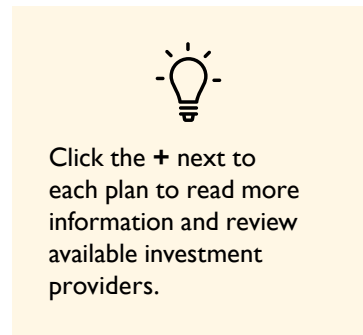 Click the + next to
each plan to read more
information and review
available investment
providers.